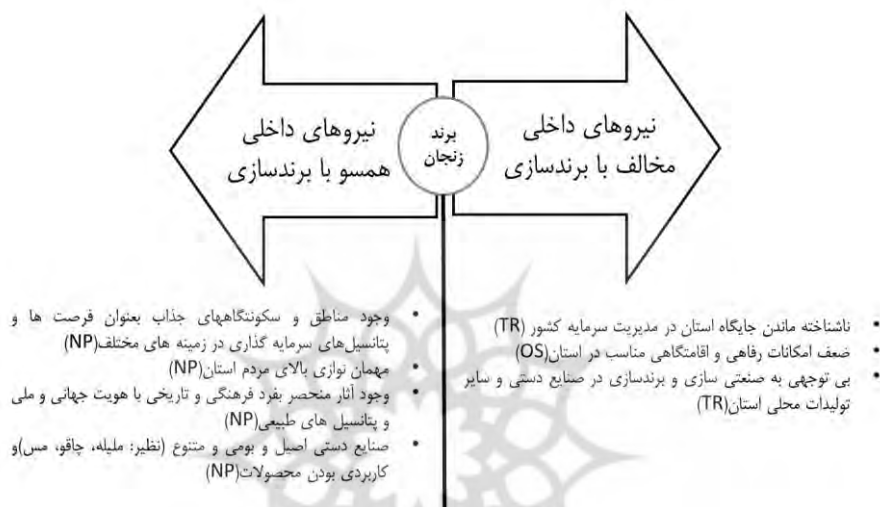 نیروهای داخلی
مخالف با برندسازی
برند
زنجان
نیروهای داخلی
همسو با برندسازی
• ناشناخته ماندن جایگاه استان در مدیریت سرمایه کشور (TR)
• ضعف امکانات رفاهی و اقامتگاهی مناسب در استان(OS)
• بی توجهی به صنعتی سازی و برندسازی در صنایع دستی و سایر
تولیدات محلی استان(TR)
• وجود مناطق و سکونتگاههای جذاب بعنوان فرصت ها و
پتانسیل‌های سرمایه گذاری در زمینه های مختلف(NP)
• مهمان نوازی بالای مردم استان(NP)
• وجود آثار منحصر بفرد فرهنگی و تاریخی با هویت جهانی و ملی
و پتانسیل های طبیعی(NP)
• صنایع دستی اصیل و بومی و متنوع (نظیر: ملیله، چاقو، مس)و
کاربردی بودن محصولات(NP)